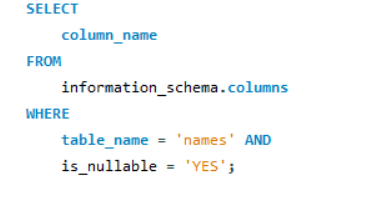 SELECT
column_name
FROM
information_schema.columns
WHERE
table_name = 'names' AND
is_nullable = 'YES';